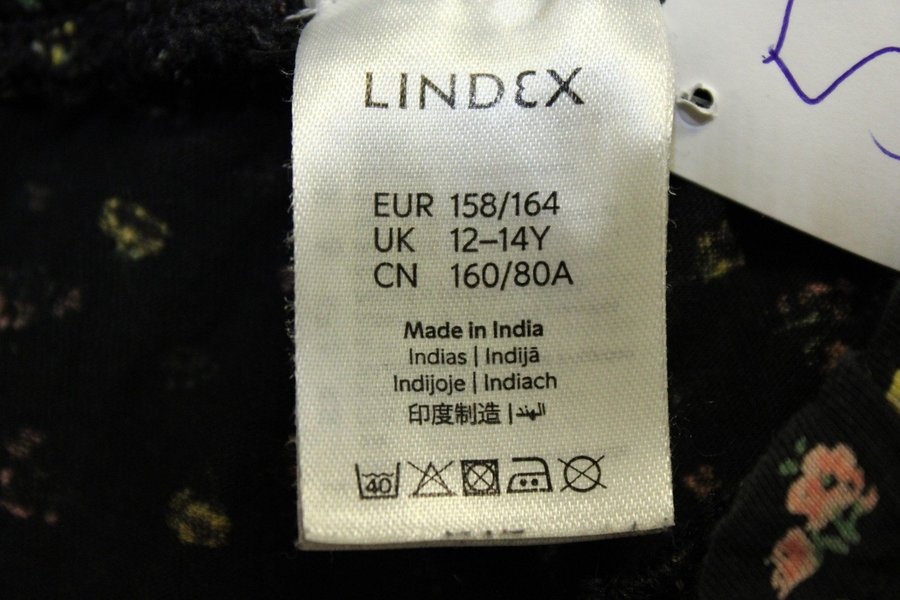 LINDEX
EUR 158/164
UK 12–14Y
CN 160/80A
Made in India
Indias | Indijā
Indijoje | Indiach
印度制造 | الهند
40